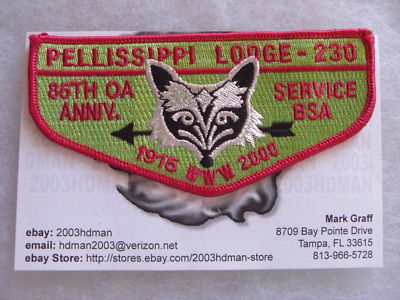 PELLISSIPPI LODGE - 230
85TH OA SERVICE
ANNIV. BSA
1915 WWW 2000
Mark Graff
ebay: 2003hdman 8709 Bay Pointe Drive
email: hdman2003@verizon.net Tampa, FL 33615
ebay Store: http://stores.ebay.com/2003hdman-store 813-966-5728